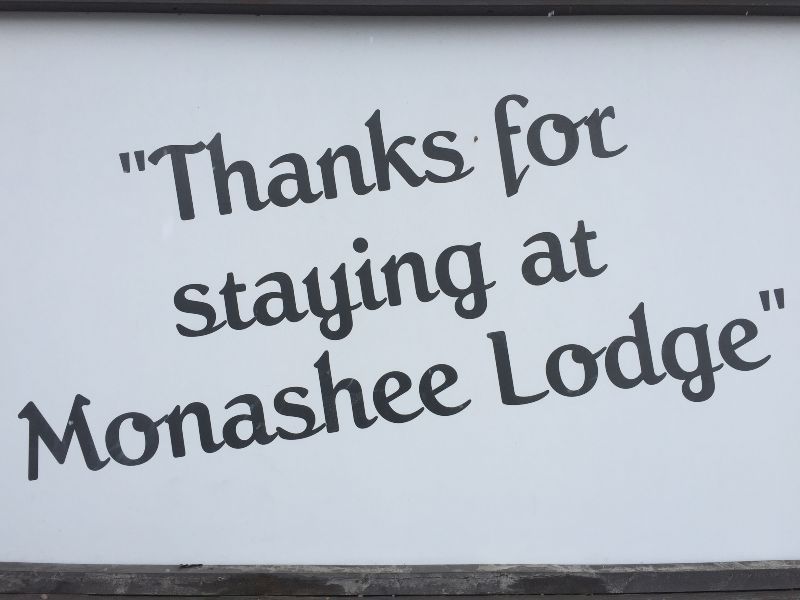 "Thanks for
staying at
Monashee Lodge"